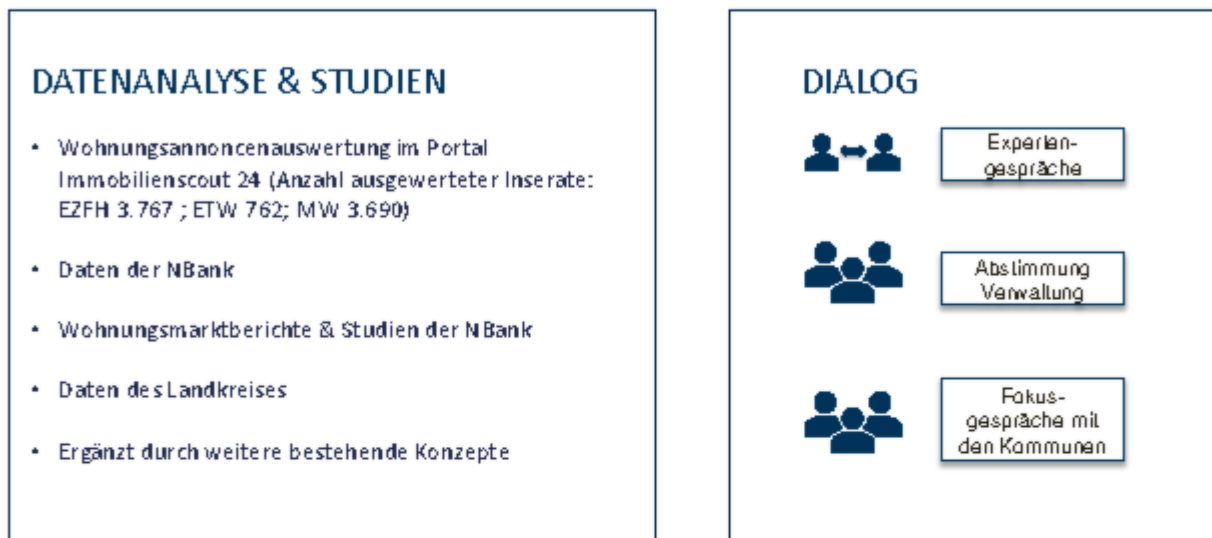 DATENANALYSE & STUDIEN
• Wohnungsannoncenauswertung im Portal
Immobilienscout 24 (Anzahl ausgewerteter Inserate:
EZFH 3.767 ; ETW 762; MW 3.690)
• Daten der NBank
• Wohnungsmarktberichte & Studien der NBank
• Daten des Landkreises
• Ergänzt durch weitere bestehende Konzepte
DIALOG
Experten-
gespräche
Abstimmung
Verwaltung
Fokus-
gespräche mit
den Kommunen